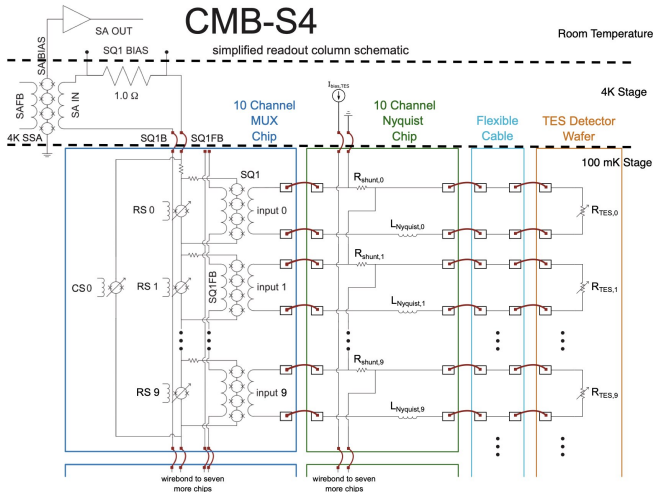 CMB-S4
simplified readout column schematic
Room Temperature
SA OUT
SA BIAS
SQ1 BIAS
1.0 Ω
SAFB
SA IN
4K SSA
I_Bias,TES
4K Stage
SQ1B SQ1FB
10 Channel
MUX
Chip
10 Channel
Nyquist
Chip
Flexible
Cable
TES Detector
Wafer
100 mK Stage
SQ1
RS 0
input 0
R_shunt,0
L_Nyquist,0
R_TES,0
CS 0
RS 1
SQ1FB
input 1
R_shunt,1
L_Nyquist,1
R_TES,1
RS 9
input 9
R_shunt,9
L_Nyquist,9
R_TES,9
wirebond to seven
more chips
wirebond to seven
more chips